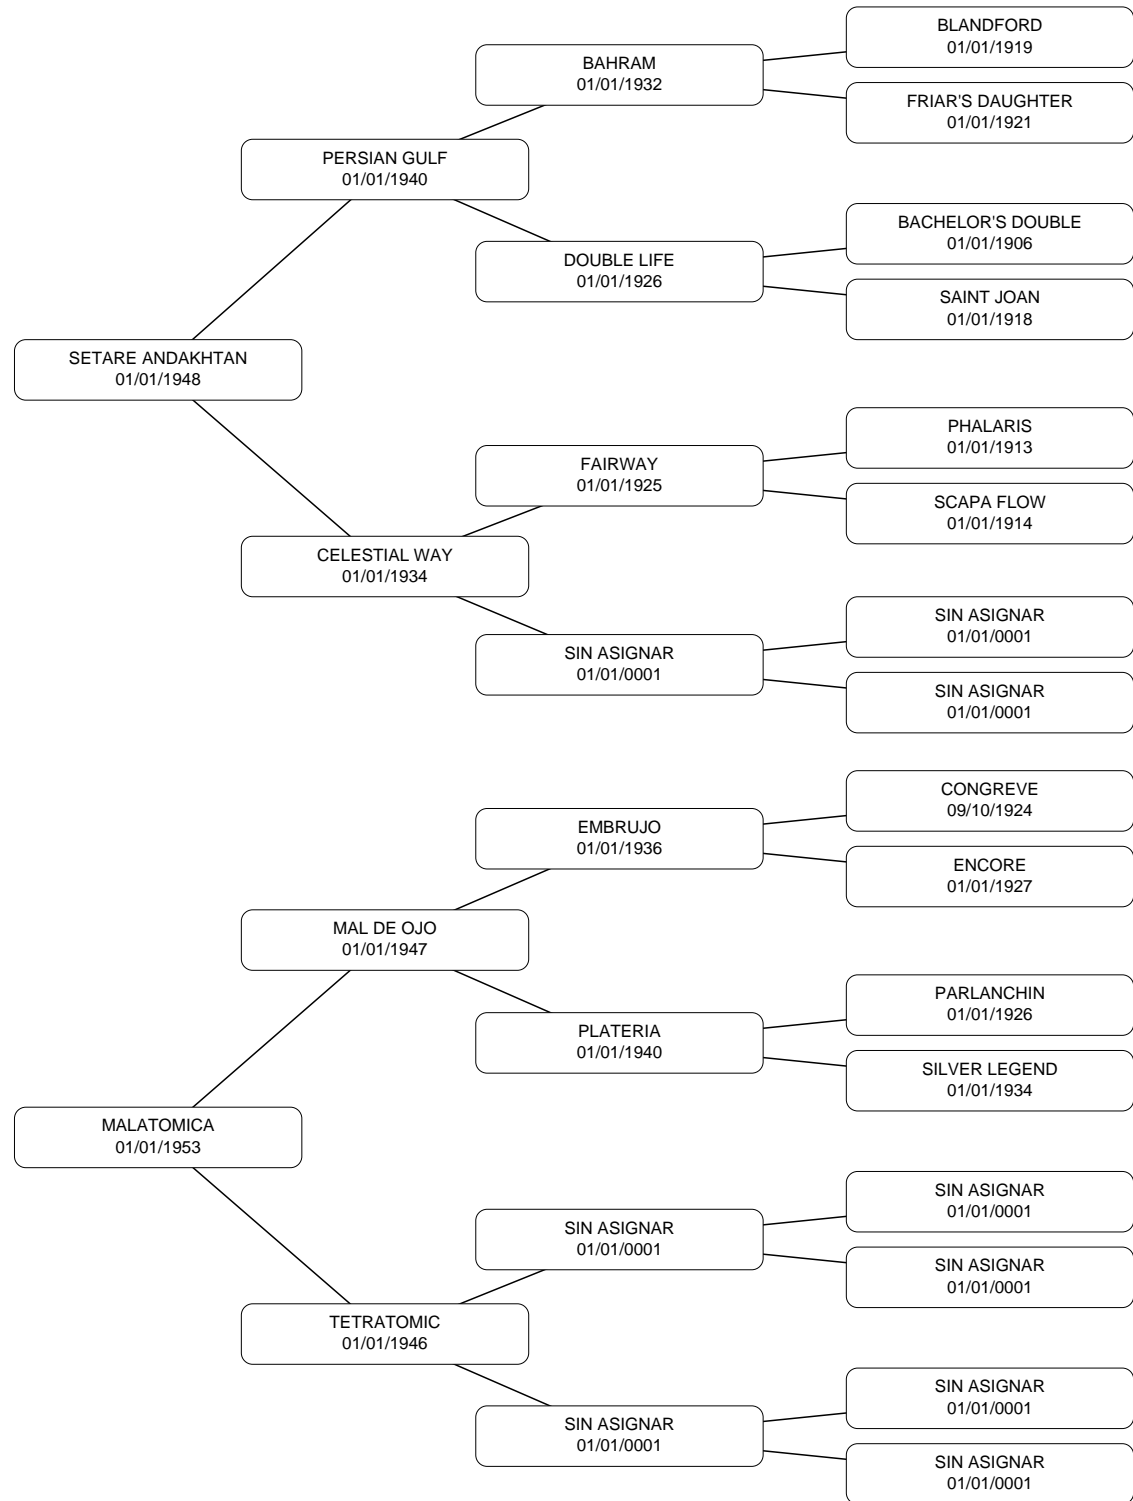 BLANDFORD
01/01/1919
BAHRAM
01/01/1932
FRIAR'S DAUGHTER
01/01/1921
PERSIAN GULF
01/01/1940
BACHELOR'S DOUBLE
01/01/1906
DOUBLE LIFE
01/01/1926
SAINT JOAN
01/01/1918
SETARE ANDAKHTAN
01/01/1948
PHALARIS
01/01/1913
FAIRWAY
01/01/1925
SCAPA FLOW
01/01/1914
CELESTIAL WAY
01/01/1934
SIN ASIGNAR
01/01/0001
SIN ASIGNAR
01/01/0001
SIN ASIGNAR
01/01/0001
CONGREVE
09/10/1924
EMBRUJO
01/01/1936
ENCORE
01/01/1927
MAL DE OJO
01/01/1947
PARLANCHIN
01/01/1926
PLATERIA
01/01/1940
SILVER LEGEND
01/01/1934
MALATOMICA
01/01/1953
SIN ASIGNAR
01/01/0001
SIN ASIGNAR
01/01/0001
SIN ASIGNAR
01/01/0001
TETRATOMIC
01/01/1946
SIN ASIGNAR
01/01/0001
SIN ASIGNAR
01/01/0001
SIN ASIGNAR
01/01/0001